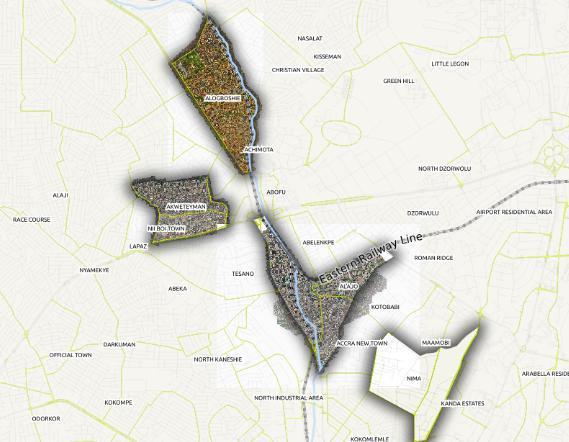 NASALAT
KISSEMAN
CHRISTIAN VILLAGE
LITTLE LEGON
GREEN HILL
ALOGBOSHIE
ACHIMOTA
NORTH DZORWOLU
ABOFU
ALAJI
AKWETEYMAN
RACE COURSE
DZORWULU
AIRPORT RESIDENTIAL AREA
NII BOI TOWN
LAPAZ
ABELENKPE
Eastern Railway Line
ROMAN RIDGE
NYAMEKYE
TESANO
ABEKA
ALAJO
KOTOBABI
DARKUMAN
ACCRA NEW TOWN
MAAMOBI
OFFICIAL TOWN
NORTH KANESHIE
NIMA
ARABELLA RESIDE
KOKOMPE
NORTH INDUSTRIAL AREA
KANDA ESTATES
ODORKOR
KOKOMLEMLE